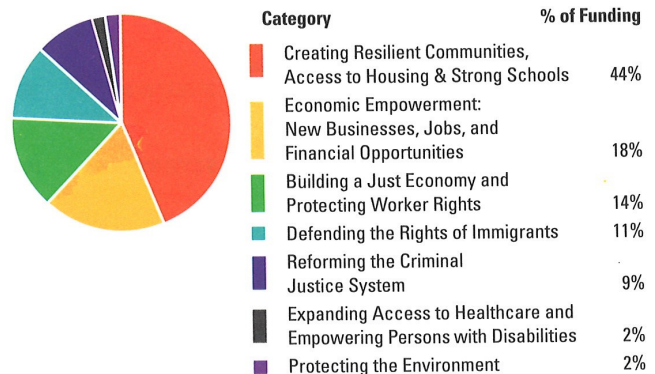 Category % of Funding
Creating Resilient Communities,
Access to Housing & Strong Schools 44%
Economic Empowerment:
New Businesses, Jobs, and
Financial Opportunities 18%
Building a Just Economy and
Protecting Worker Rights 14%
Defending the Rights of Immigrants 11%
Reforming the Criminal
Justice System 9%
Expanding Access to Healthcare and
Empowering Persons with Disabilities 2%
Protecting the Environment 2%